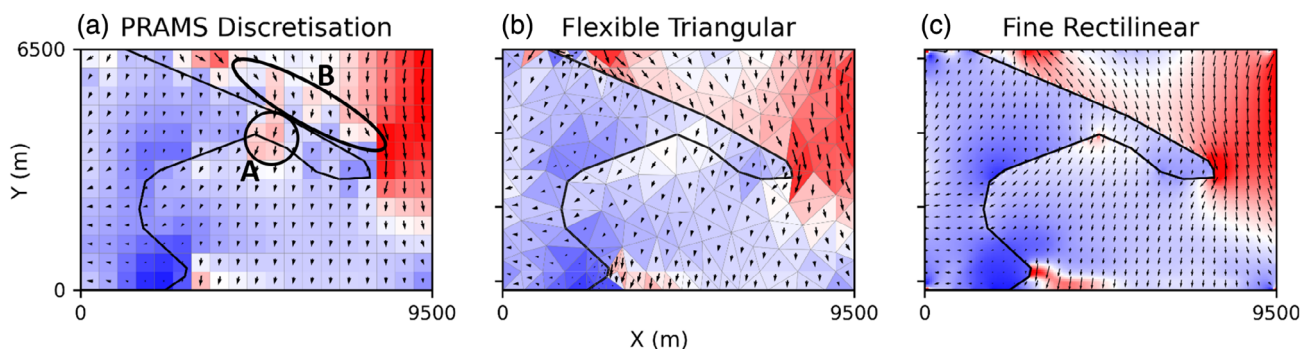 (a) PRAMS Discretisation
(b) Flexible Triangular
(c) Fine Rectilinear
6500
B
A
Y (m)
0
0
9500
0
9500
0
9500
X (m)